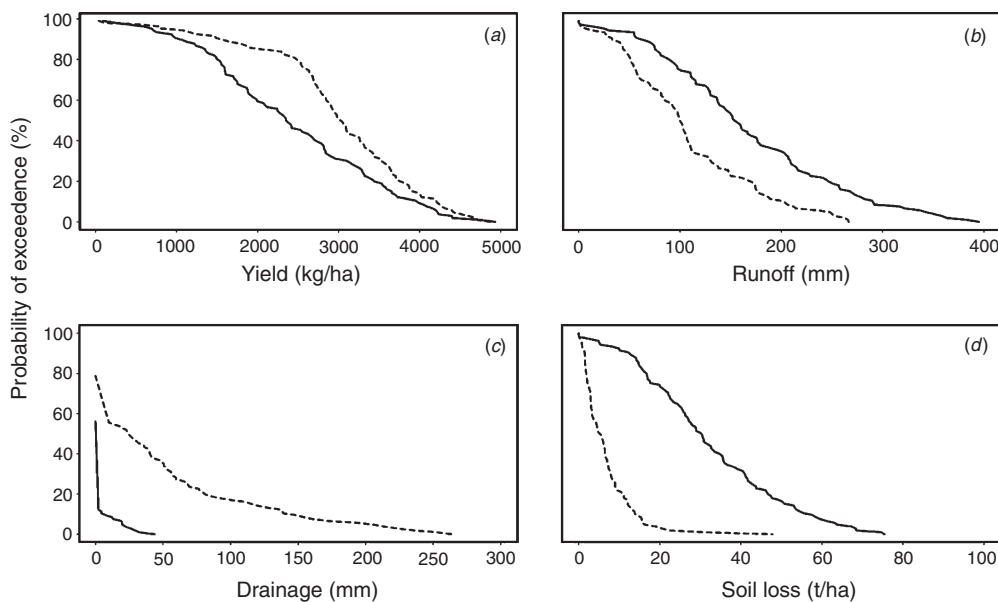 Probability of exceedence (%)
100
80
60
40
20
0
(a)
0 1000 2000 3000 4000 5000
Yield (kg/ha)
(b)
0 100 200 300 400
Runoff (mm)
100
80
60
40
20
0
(c)
0 50 100 150 200 250 300
Drainage (mm)
(d)
0 20 40 60 80 100
Soil loss (t/ha)